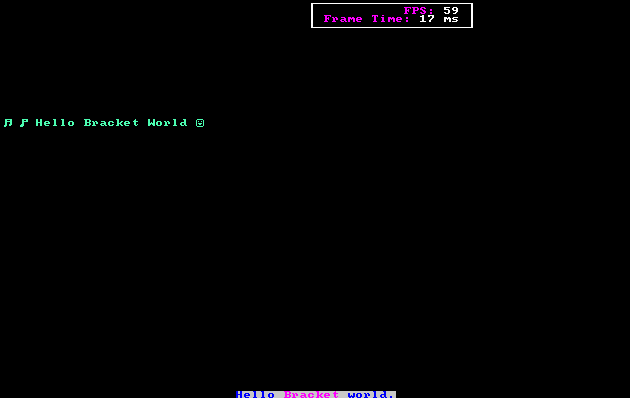 FPS: 59
Frame Time: 17 ms
♫ ♪ Hello Bracket World ☺
Hello Bracket world.